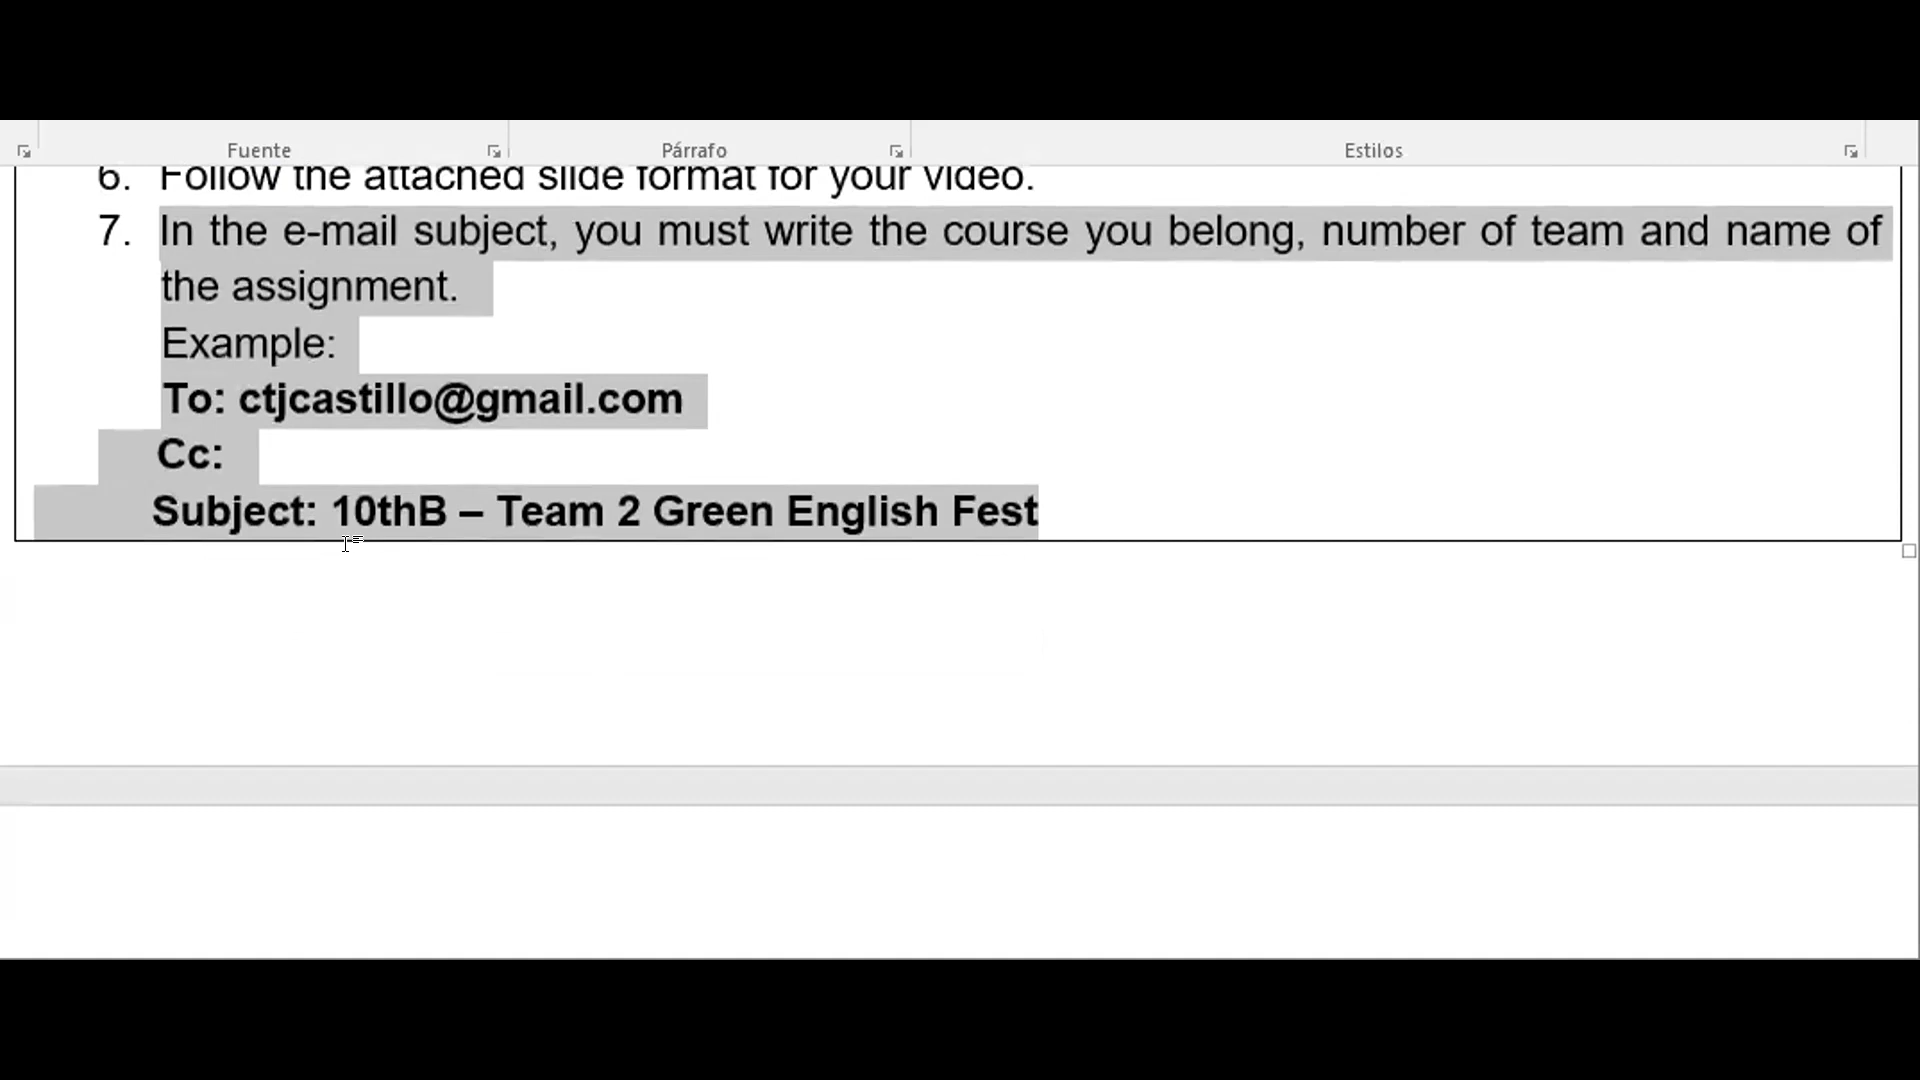 Fuente Párrafo Estilos
6. Follow the attached slide format for your video.
7. In the e-mail subject, you must write the course you belong, number of team and name of
the assignment.
Example:
To: ctjcastillo@gmail.com
Cc:
Subject: 10thB – Team 2 Green English Fest